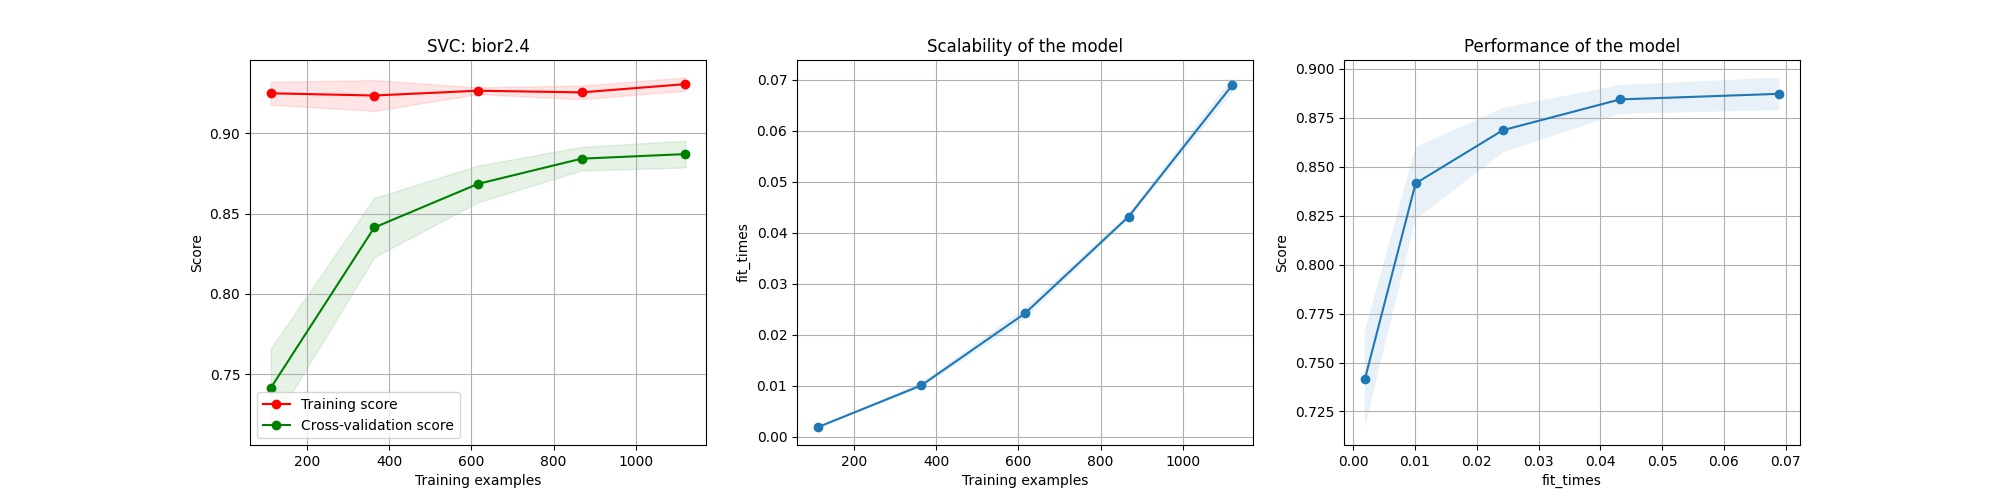 SVC: bior2.4
Score
0.90
0.85
0.80
0.75
Training score
Cross-validation score
200 400 600 800 1000
Training examples
Scalability of the model
fit_times
0.07
0.06
0.05
0.04
0.03
0.02
0.01
0.00
200 400 600 800 1000
Training examples
Performance of the model
Score
0.900
0.875
0.850
0.825
0.800
0.775
0.750
0.725
0.00 0.01 0.02 0.03 0.04 0.05 0.06 0.07
fit_times